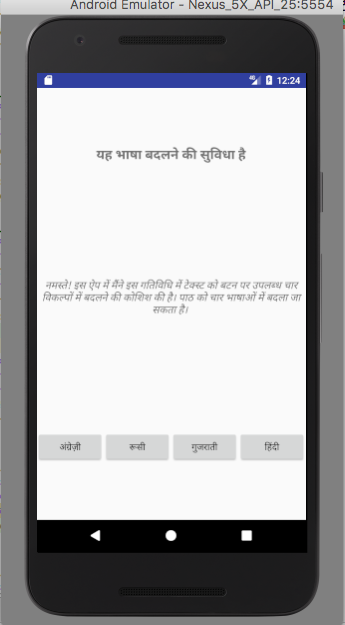 Android Emulator - Nexus_5X_API_25:5554
4G 12:24
यह भाषा बदलने की सुविधा है
नमस्ते! इस ऐप में मैंने इस गतिविधि में टेक्स्ट को बटन पर उपलब्ध चार
विकल्पों में बदलने की कोशिश की है। पाठ को चार भाषाओं में बदला जा
सकता है।
अंग्रेज़ी रूसी गुजराती हिंदी